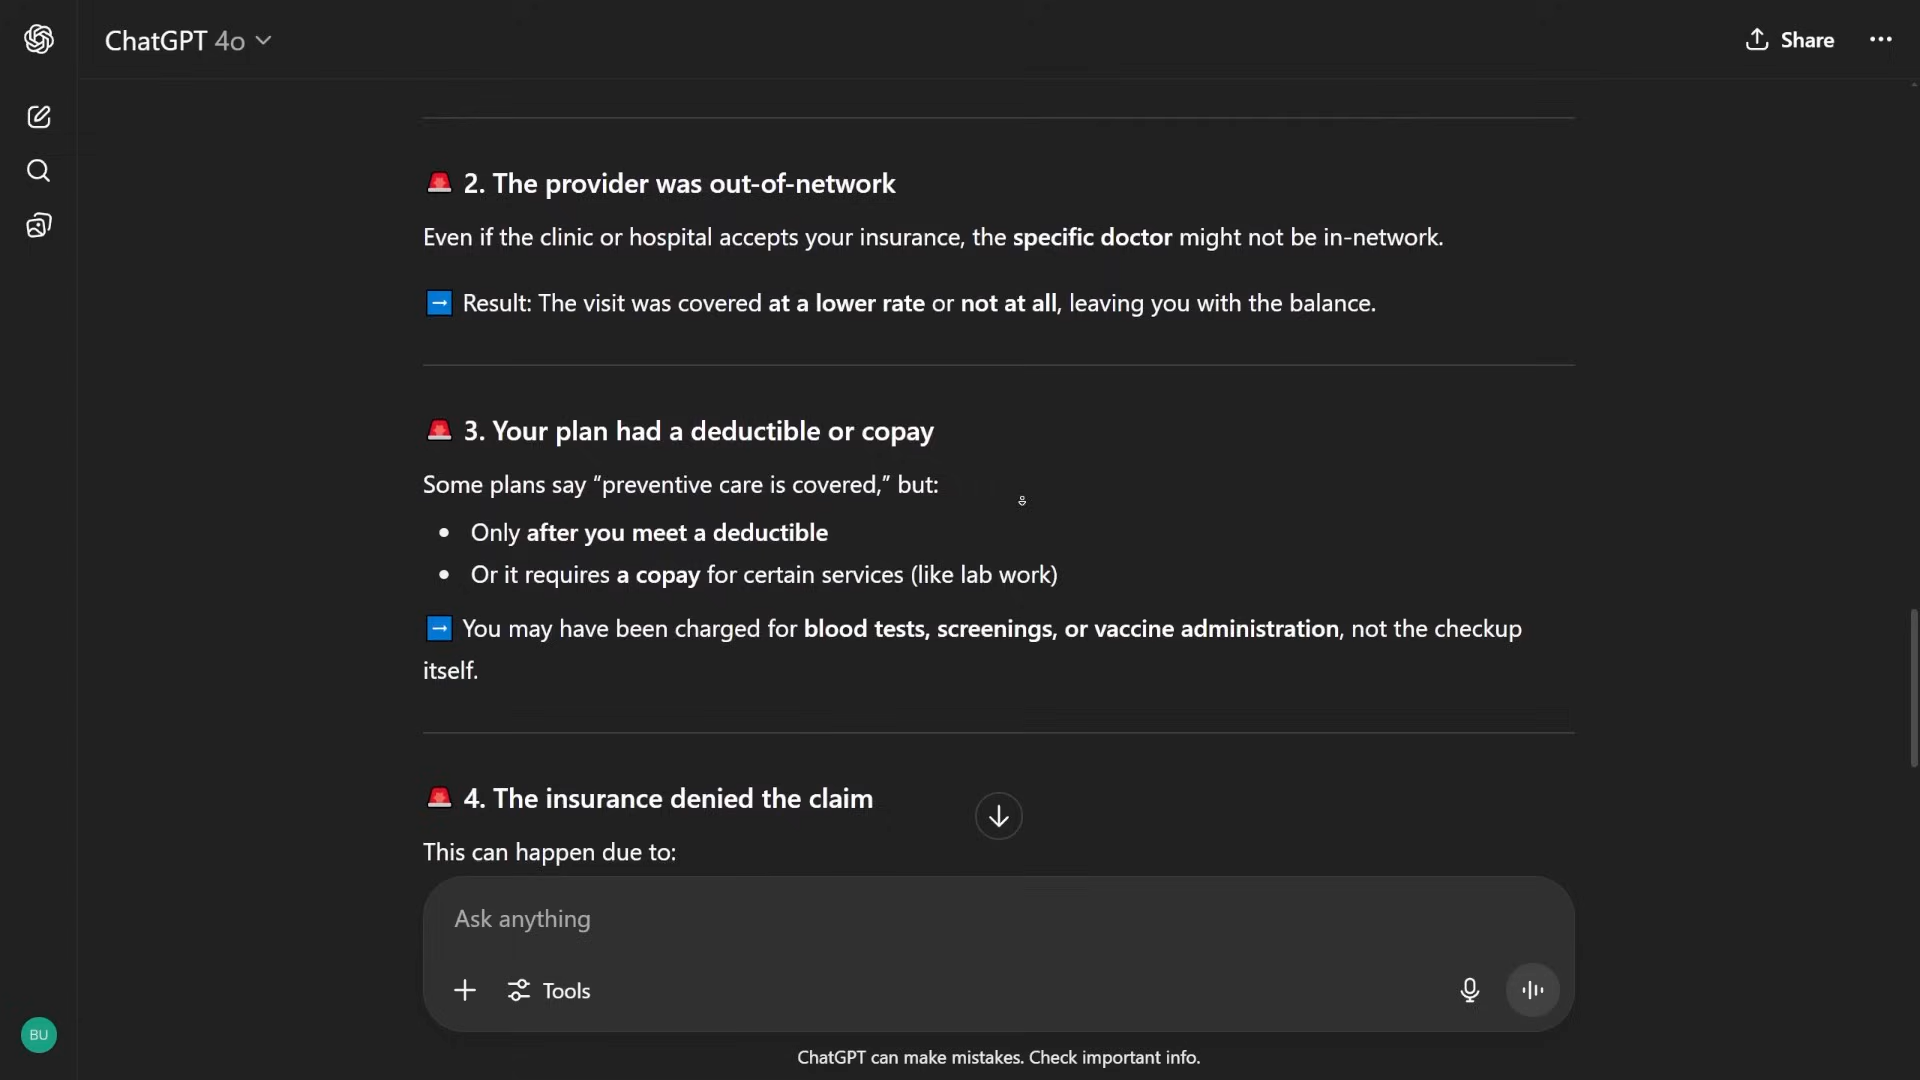 ChatGPT 4o
Share
2. The provider was out-of-network
Even if the clinic or hospital accepts your insurance, the specific doctor might not be in-network.
Result: The visit was covered at a lower rate or not at all, leaving you with the balance.
3. Your plan had a deductible or copay
Some plans say “preventive care is covered,” but:
• Only after you meet a deductible
• Or it requires a copay for certain services (like lab work)
You may have been charged for blood tests, screenings, or vaccine administration, not the checkup
itself.
4. The insurance denied the claim
This can happen due to:
Ask anything
Tools
BU
ChatGPT can make mistakes. Check important info.